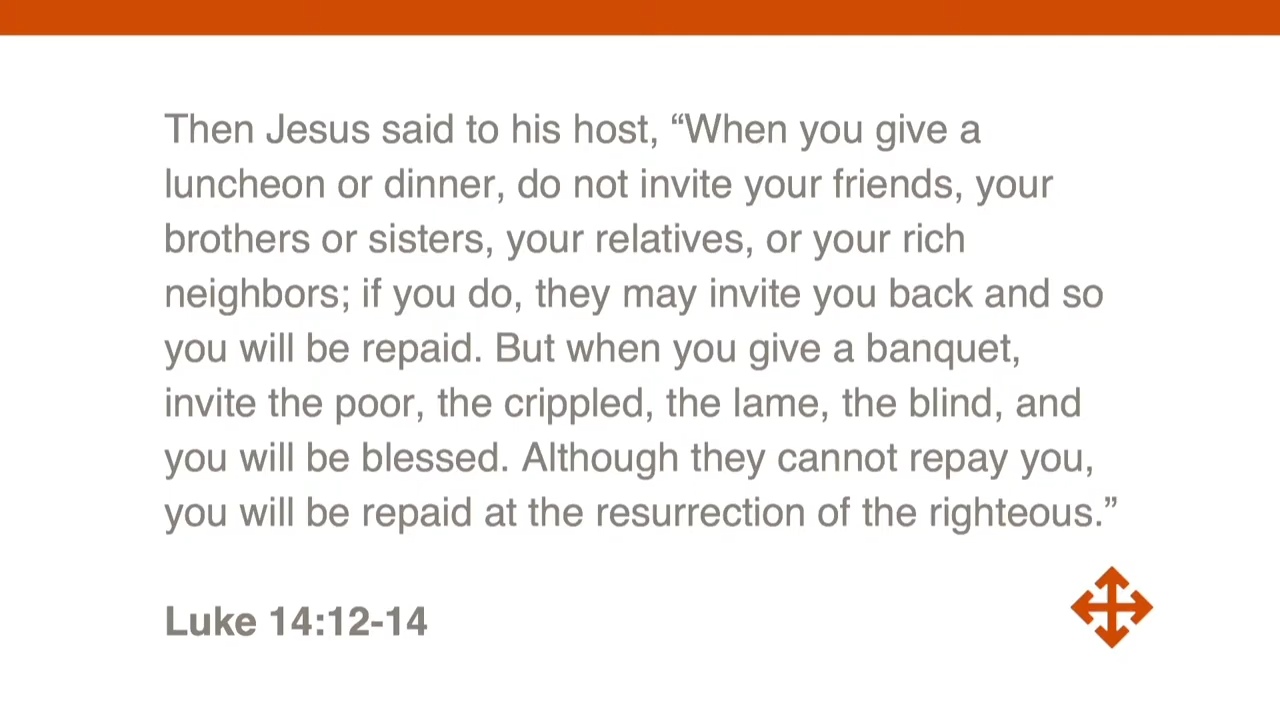 Then Jesus said to his host, “When you give a
luncheon or dinner, do not invite your friends, your
brothers or sisters, your relatives, or your rich
neighbors; if you do, they may invite you back and so
you will be repaid. But when you give a banquet,
invite the poor, the crippled, the lame, the blind, and
you will be blessed. Although they cannot repay you,
you will be repaid at the resurrection of the righteous.”
Luke 14:12-14